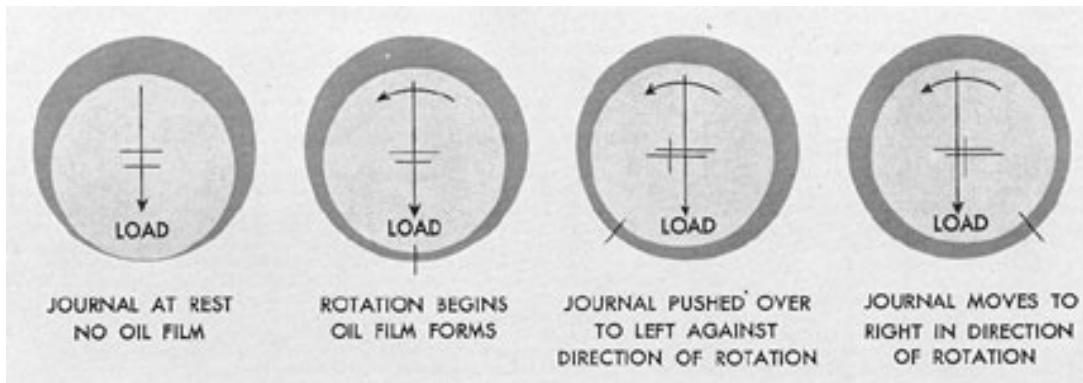 LOAD
JOURNAL AT REST
NO OIL FILM
LOAD
ROTATION BEGINS
OIL FILM FORMS
LOAD
JOURNAL PUSHED OVER
TO LEFT AGAINST
DIRECTION OF ROTATION
LOAD
JOURNAL MOVES TO
RIGHT IN DIRECTION
OF ROTATION